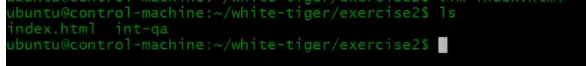 ubuntu@control-machine:~/white-tiger/exercise2$ ls
index.html  int-qa
ubuntu@control-machine:~/white-tiger/exercise2$